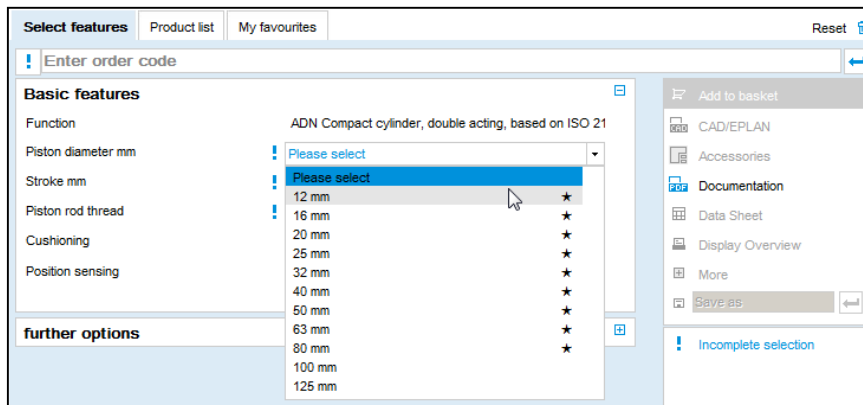 Select features
Product list
My favourites
Reset
! Enter order code
Basic features
Function
ADN Compact cylinder, double acting, based on ISO 21
Piston diameter mm
! Please select
Stroke mm
!
Piston rod thread
!
Cushioning
Position sensing
Please select
12 mm ★
16 mm ★
20 mm ★
25 mm ★
32 mm ★
40 mm ★
50 mm ★
63 mm ★
80 mm ★
100 mm
125 mm
further options
Add to basket
CAD CAD/EPLAN
Accessories
PDF Documentation
Data Sheet
Display Overview
More
Save as
! Incomplete selection